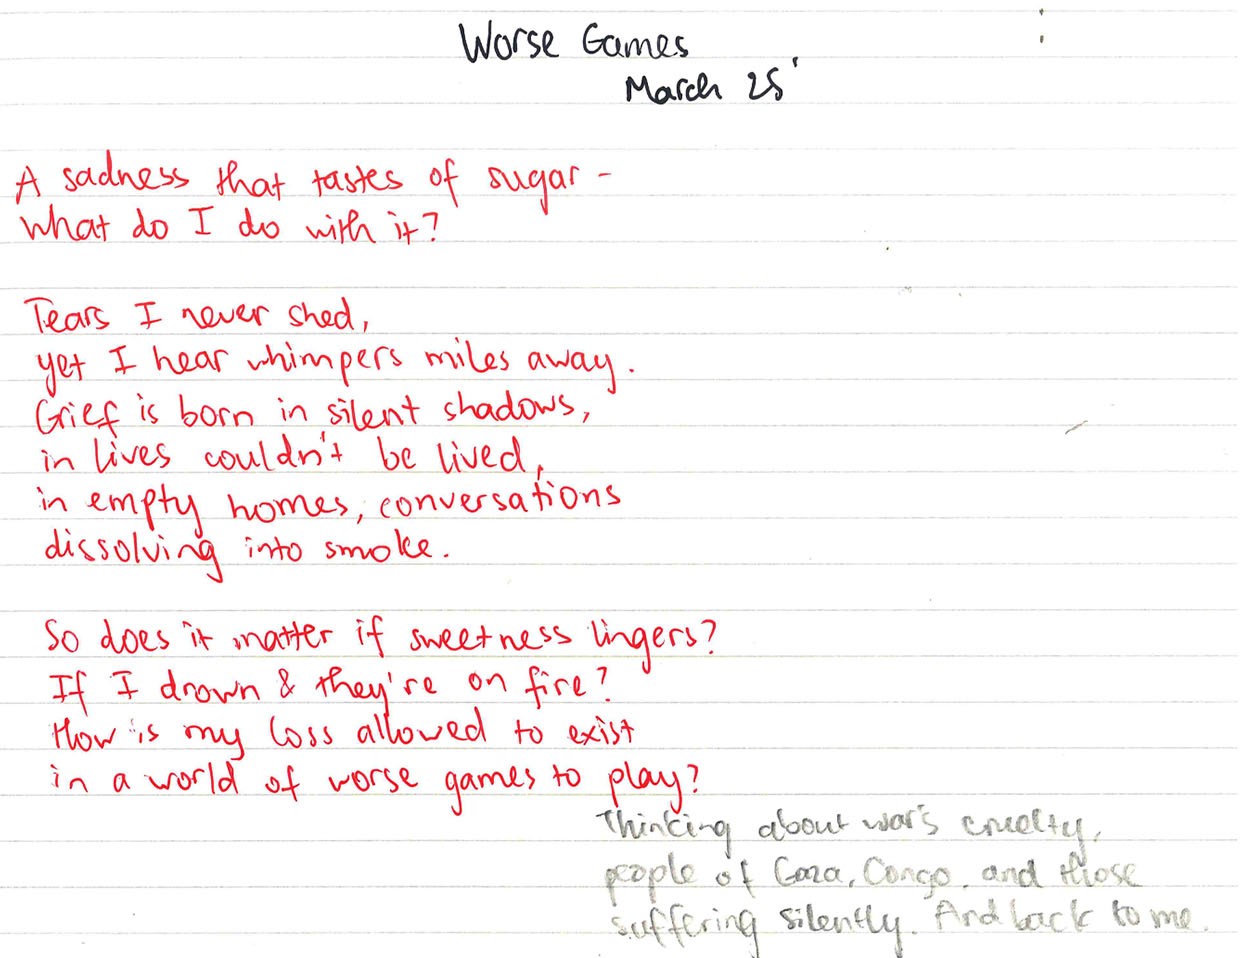 Worse Games
March 25'
A sadness that tastes of sugar -
what do I do with it?
Tears I never shed,
yet I hear whimpers miles away.
Grief is born in silent shadows,
in lives couldn't be lived,
in empty homes, conversations
dissolving into smoke.
So does it matter if sweetness lingers?
If I drown & they're on fire?
How is my loss allowed to exist
in a world of worse games to play?
Thinking about war's cruelty,
people of Gaza, Congo, and those
suffering silently. And back to me.